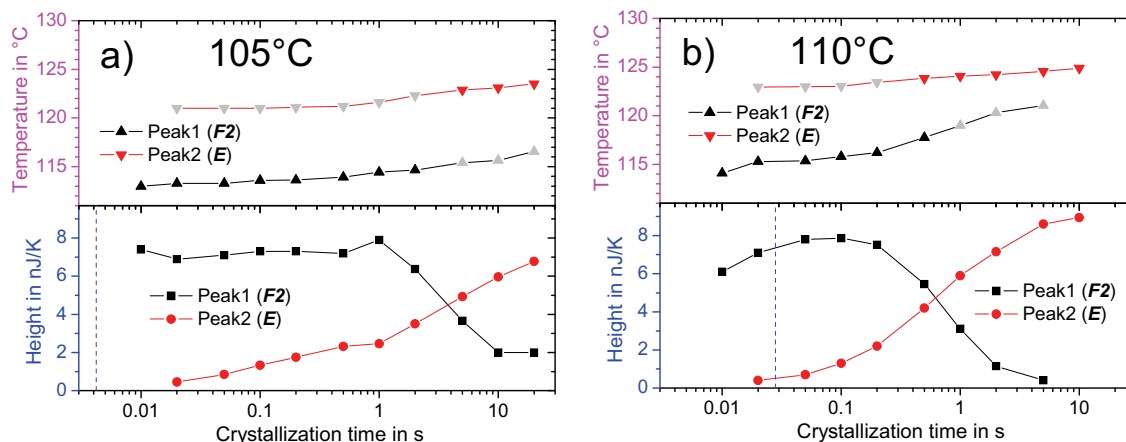 a)
105°C
Temperature in °C
130
125
120
115
Peak1 (F2)
Peak2 (E)
Height in nJ/K
8
6
4
2
0
Peak1 (F2)
Peak2 (E)
0.01
0.1
1
10
Crystallization time in s
b)
110°C
Temperature in °C
130
125
120
115
Peak1 (F2)
Peak2 (E)
Height in nJ/K
8
6
4
2
0
Peak1 (F2)
Peak2 (E)
0.01
0.1
1
10
Crystallization time in s